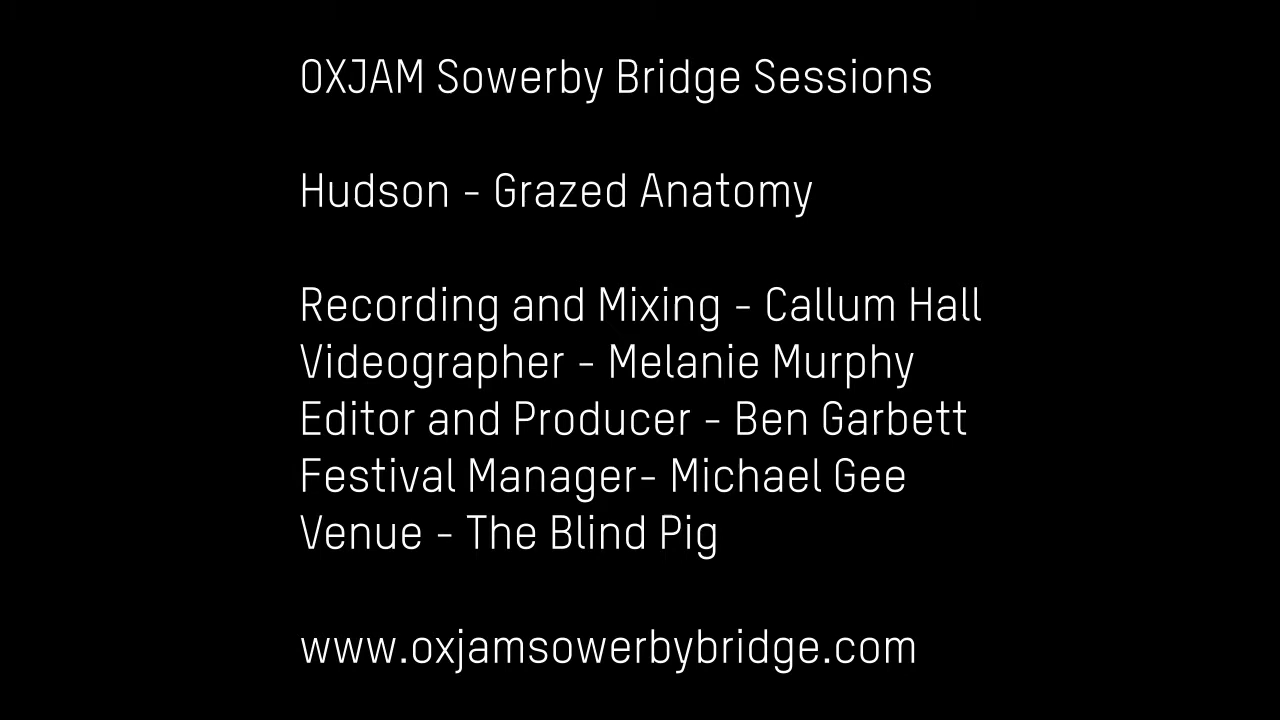 OXJAM Sowerby Bridge Sessions
Hudson - Grazed Anatomy
Recording and Mixing - Callum Hall
Videographer - Melanie Murphy
Editor and Producer - Ben Garbett
Festival Manager- Michael Gee
Venue - The Blind Pig
www.oxjamsowerbybridge.com